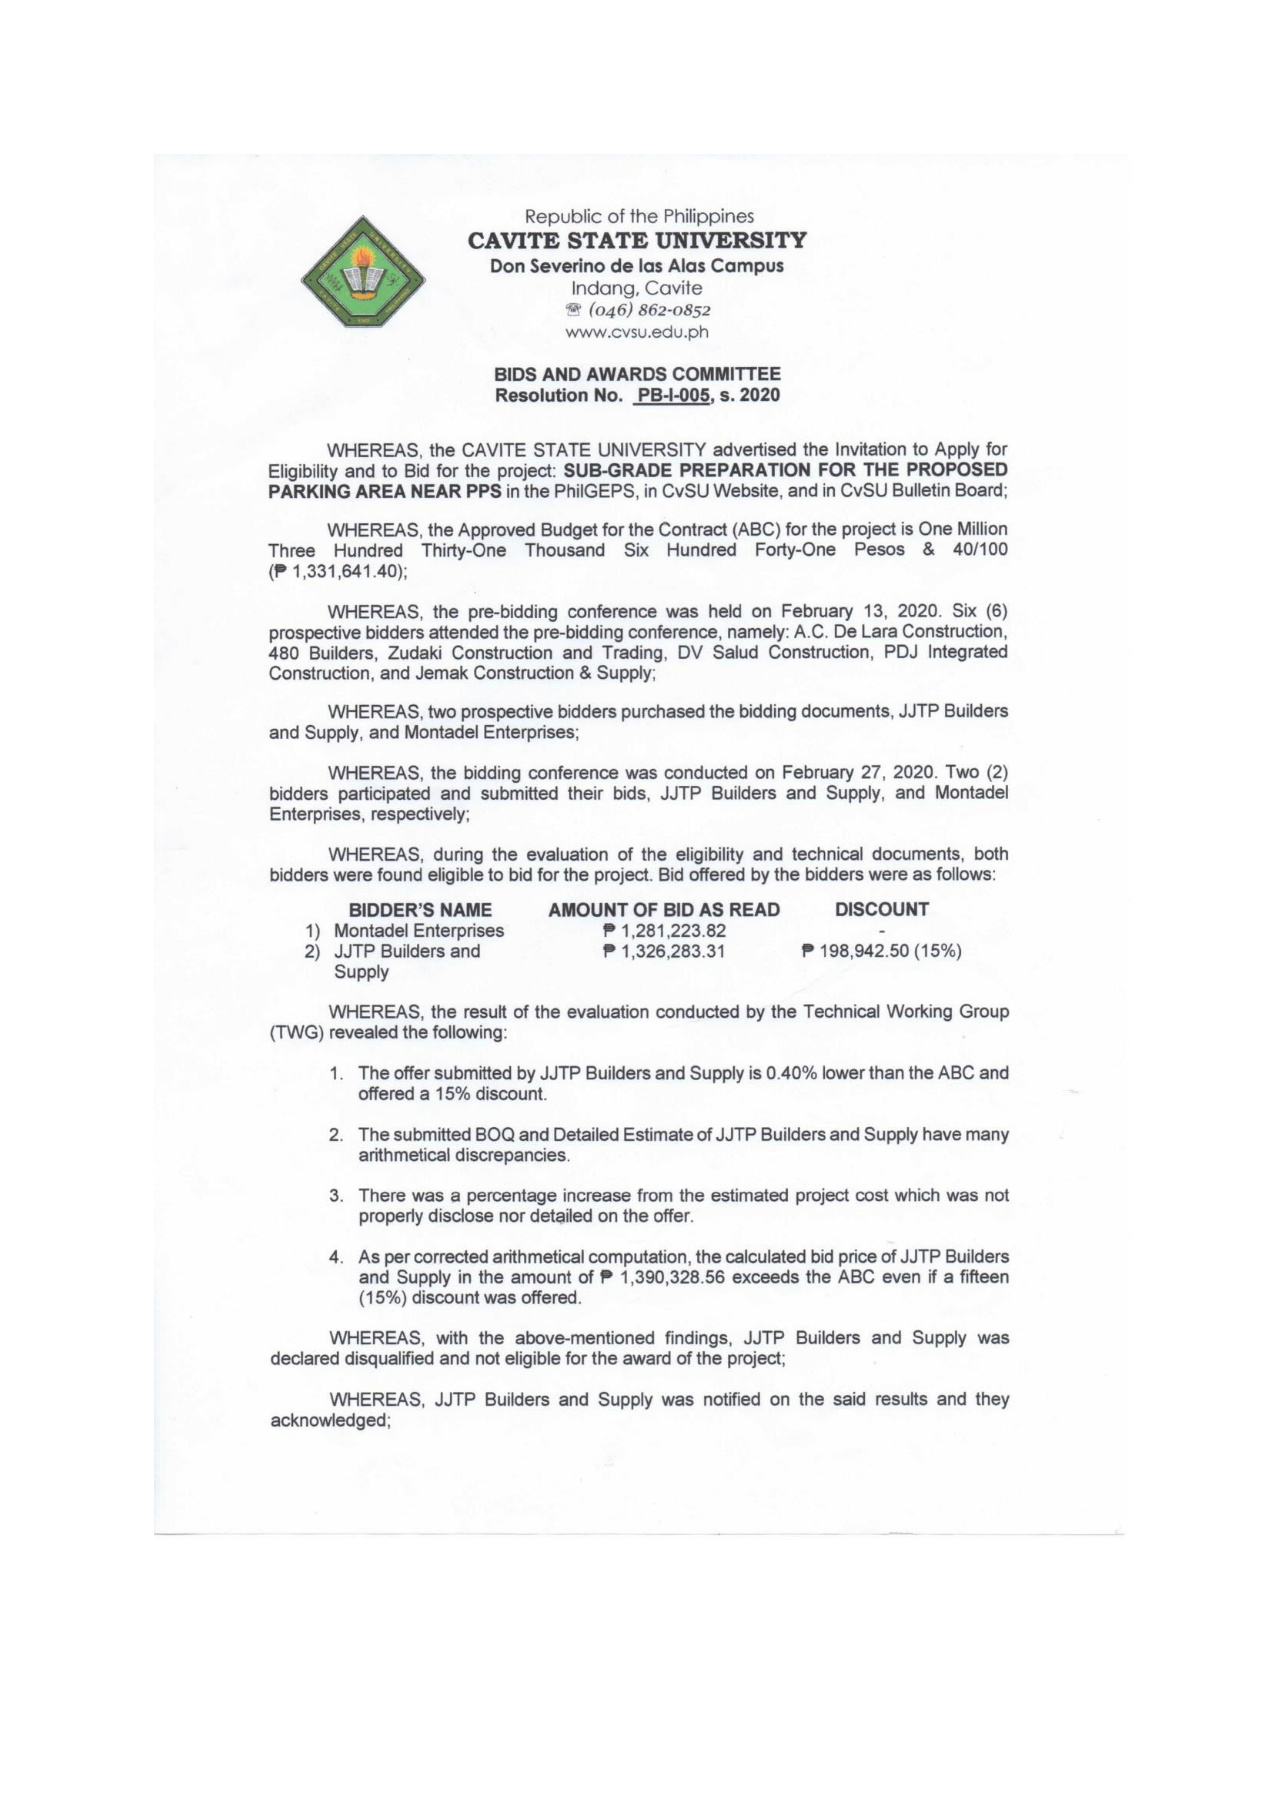 Republic of the Philippines
CAVITE STATE UNIVERSITY
Don Severino de las Alas Campus
Indang, Cavite
☏ (046) 862-0852
www.cvsu.edu.ph
BIDS AND AWARDS COMMITTEE
Resolution No. PB-I-005, s. 2020
WHEREAS, the CAVITE STATE UNIVERSITY advertised the Invitation to Apply for
Eligibility and to Bid for the project: SUB-GRADE PREPARATION FOR THE PROPOSED
PARKING AREA NEAR PPS in the PhilGEPS, in CvSU Website, and in CvSU Bulletin Board;
WHEREAS, the Approved Budget for the Contract (ABC) for the project is One Million
Three Hundred Thirty-One Thousand Six Hundred Forty-One Pesos & 40/100
(₱ 1,331,641.40);
WHEREAS, the pre-bidding conference was held on February 13, 2020. Six (6)
prospective bidders attended the pre-bidding conference, namely: A.C. De Lara Construction,
480 Builders, Zudaki Construction and Trading, DV Salud Construction, PDJ Integrated
Construction, and Jemak Construction & Supply;
WHEREAS, two prospective bidders purchased the bidding documents, JJTP Builders
and Supply, and Montadel Enterprises;
WHEREAS, the bidding conference was conducted on February 27, 2020. Two (2)
bidders participated and submitted their bids, JJTP Builders and Supply, and Montadel
Enterprises, respectively;
WHEREAS, during the evaluation of the eligibility and technical documents, both
bidders were found eligible to bid for the project. Bid offered by the bidders were as follows:
BIDDER'S NAME AMOUNT OF BID AS READ DISCOUNT
1) Montadel Enterprises ₱ 1,281,223.82 -
2) JJTP Builders and ₱ 1,326,283.31 ₱ 198,942.50 (15%)
Supply
WHEREAS, the result of the evaluation conducted by the Technical Working Group
(TWG) revealed the following:
1. The offer submitted by JJTP Builders and Supply is 0.40% lower than the ABC and
offered a 15% discount.
2. The submitted BOQ and Detailed Estimate of JJTP Builders and Supply have many
arithmetical discrepancies.
3. There was a percentage increase from the estimated project cost which was not
properly disclose nor detailed on the offer.
4. As per corrected arithmetical computation, the calculated bid price of JJTP Builders
and Supply in the amount of ₱ 1,390,328.56 exceeds the ABC even if a fifteen
(15%) discount was offered.
WHEREAS, with the above-mentioned findings, JJTP Builders and Supply was
declared disqualified and not eligible for the award of the project;
WHEREAS, JJTP Builders and Supply was notified on the said results and they
acknowledged;